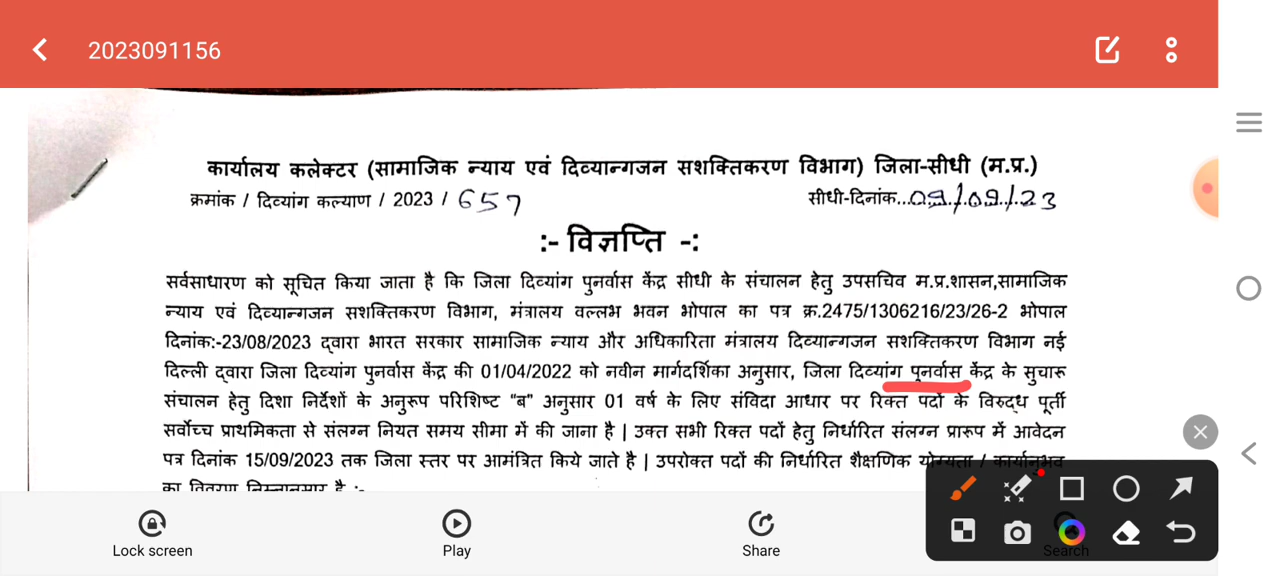 2023091156
कार्यालय कलेक्टर (सामाजिक न्याय एवं दिव्यान्गजन सशक्तिकरण विभाग) जिला-सीधी (म.प्र.)
क्रमांक / दिव्यांग कल्याण / 2023 / 657 सीधी-दिनांक...09/09/23
:- विज्ञप्ति -:
सर्वसाधारण को सूचित किया जाता है कि जिला दिव्यांग पुनर्वास केंद्र सीधी के संचालन हेतु उपसचिव म.प्र.शासन,सामाजिक
न्याय एवं दिव्यान्गजन सशक्तिकरण विभाग, मंत्रालय वल्लभ भवन भोपाल का पत्र क्र.2475/1306216/23/26-2 भोपाल
दिनांक:-23/08/2023 द्वारा भारत सरकार सामाजिक न्याय और अधिकारिता मंत्रालय दिव्यान्गजन सशक्तिकरण विभाग नई
दिल्ली द्वारा जिला दिव्यांग पुनर्वास केंद्र की 01/04/2022 को नवीन मार्गदर्शिका अनुसार, जिला दिव्यांग पुनर्वास केंद्र के सुचारू
संचालन हेतु दिशा निर्देशों के अनुरूप परिशिष्ट "ब" अनुसार 01 वर्ष के लिए संविदा आधार पर रिक्त पदों के विरुद्ध पूर्ती
सर्वोच्च प्राथमिकता से संलग्न नियत समय सीमा में की जाना है | उक्त सभी रिक्त पदों हेतु निर्धारित संलग्न प्रारूप में आवेदन
पत्र दिनांक 15/09/2023 तक जिला स्तर पर आमंत्रित किये जाते है | उपरोक्त पदों की निर्धारित शैक्षणिक योग्यता / कार्यानुभव
का विवरण निम्नानुसार है :-
Lock screen Play Share Search